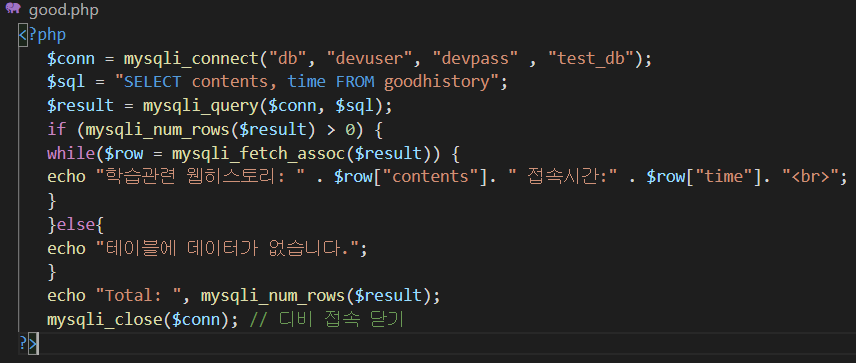 good.php
<?php
$conn = mysqli_connect("db", "devuser", "devpass" , "test_db");
$sql = "SELECT contents, time FROM goodhistory";
$result = mysqli_query($conn, $sql);
if (mysqli_num_rows($result) > 0) {
while($row = mysqli_fetch_assoc($result)) {
echo "학습관련 웹히스토리: " . $row["contents"]. " 접속시간:" . $row["time"]. "<br>";
}
}else{
echo "테이블에 데이터가 없습니다.";
}
echo "Total: ", mysqli_num_rows($result);
mysqli_close($conn); // 디비 접속 닫기
?>